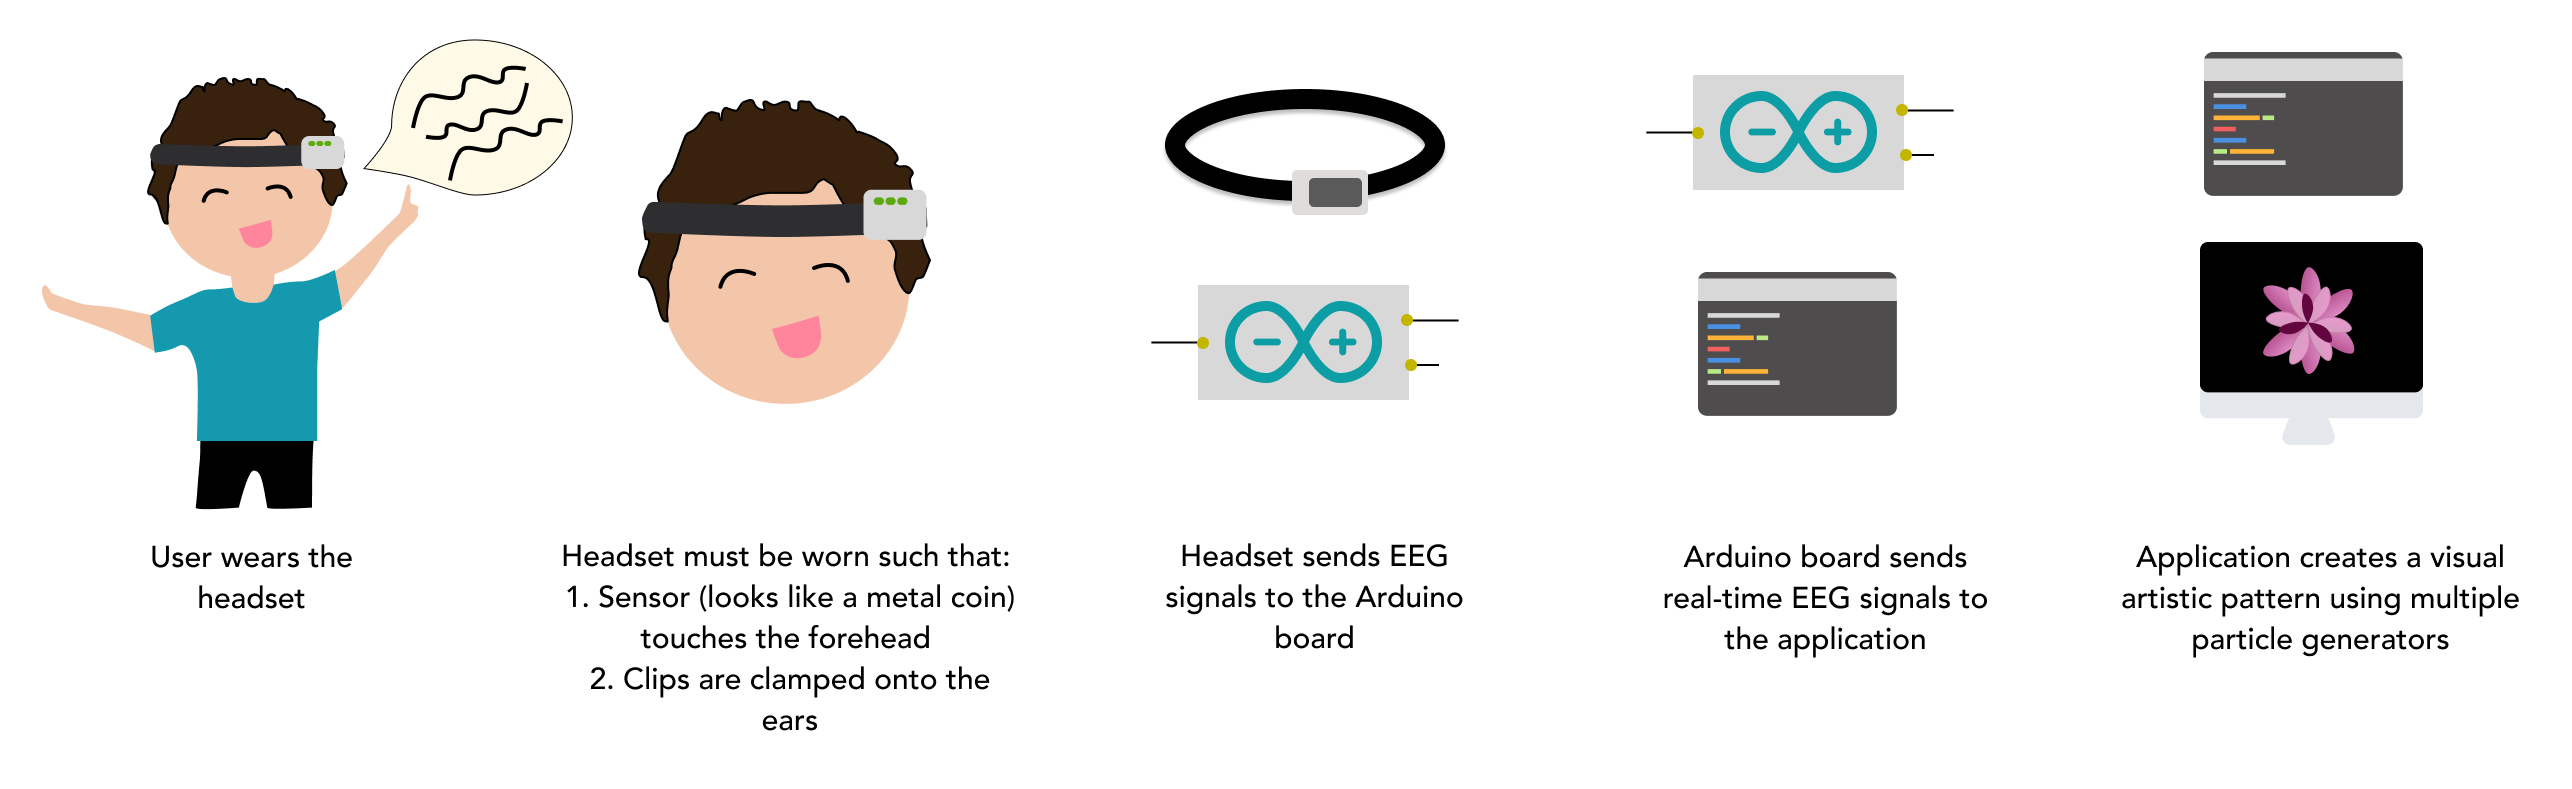 User wears the
headset
Headset must be worn such that:
1. Sensor (looks like a metal coin)
touches the forehead
2. Clips are clamped onto the
ears
Headset sends EEG
signals to the Arduino
board
Arduino board sends
real-time EEG signals to
the application
Application creates a visual
artistic pattern using multiple
particle generators